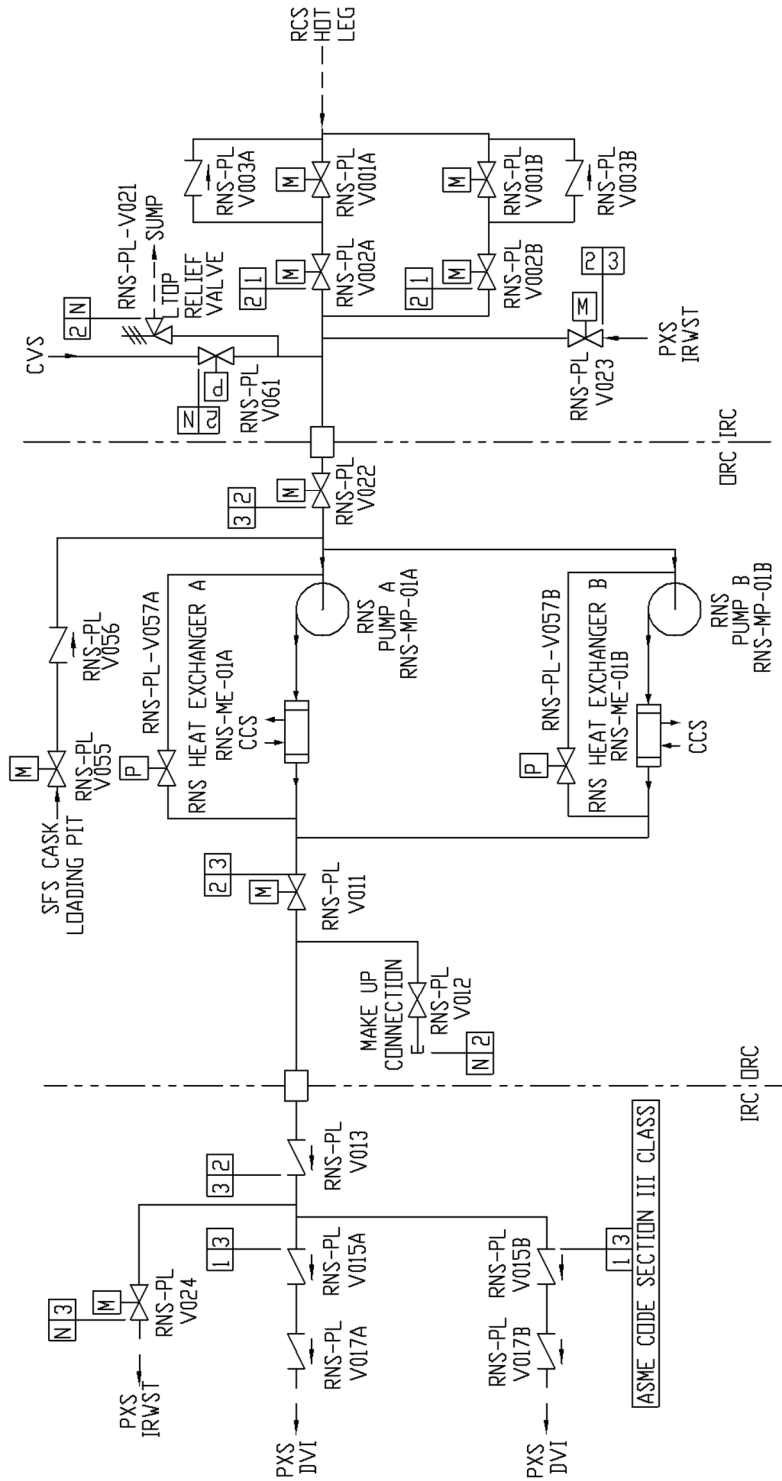 RCS
HOT
LEG
RNS-PL
V003A
M
RNS-PL
V001A
M
RNS-PL
V001B
RNS-PL
V003B
RNS-PL-V021
SUMP
LTOP
RELIEF
VALVE
2 N
CVS
N 2
d
RNS-PL
V061
2 1
M
RNS-PL
V002A
2 1
M
RNS-PL
V002B
2 3
M
RNS-PL
V023
PXS
IRWST
ORC IRC
3 2
M
RNS-PL
V022
SFS CASK
LOADING PIT
M
RNS-PL
V055
RNS-PL
V056
P
RNS-PL-V057A
RNS HEAT EXCHANGER A
RNS-ME-01A
CCS
RNS
PUMP A
RNS-MP-01A
P
RNS-PL-V057B
RNS HEAT EXCHANGER B
RNS-ME-01B
CCS
RNS
PUMP B
RNS-MP-01B
2 3
M
RNS-PL
V011
MAKE UP
CONNECTION
RNS-PL
V012
N 2
IRC ORC
3 2
RNS-PL
V013
N 3
M
RNS-PL
V024
PXS
IRWST
1 3
RNS-PL
V015A
RNS-PL
V017A
PXS
DVI
RNS-PL
V015B
RNS-PL
V017B
PXS
DVI
1 3
ASME CODE SECTION III CLASS